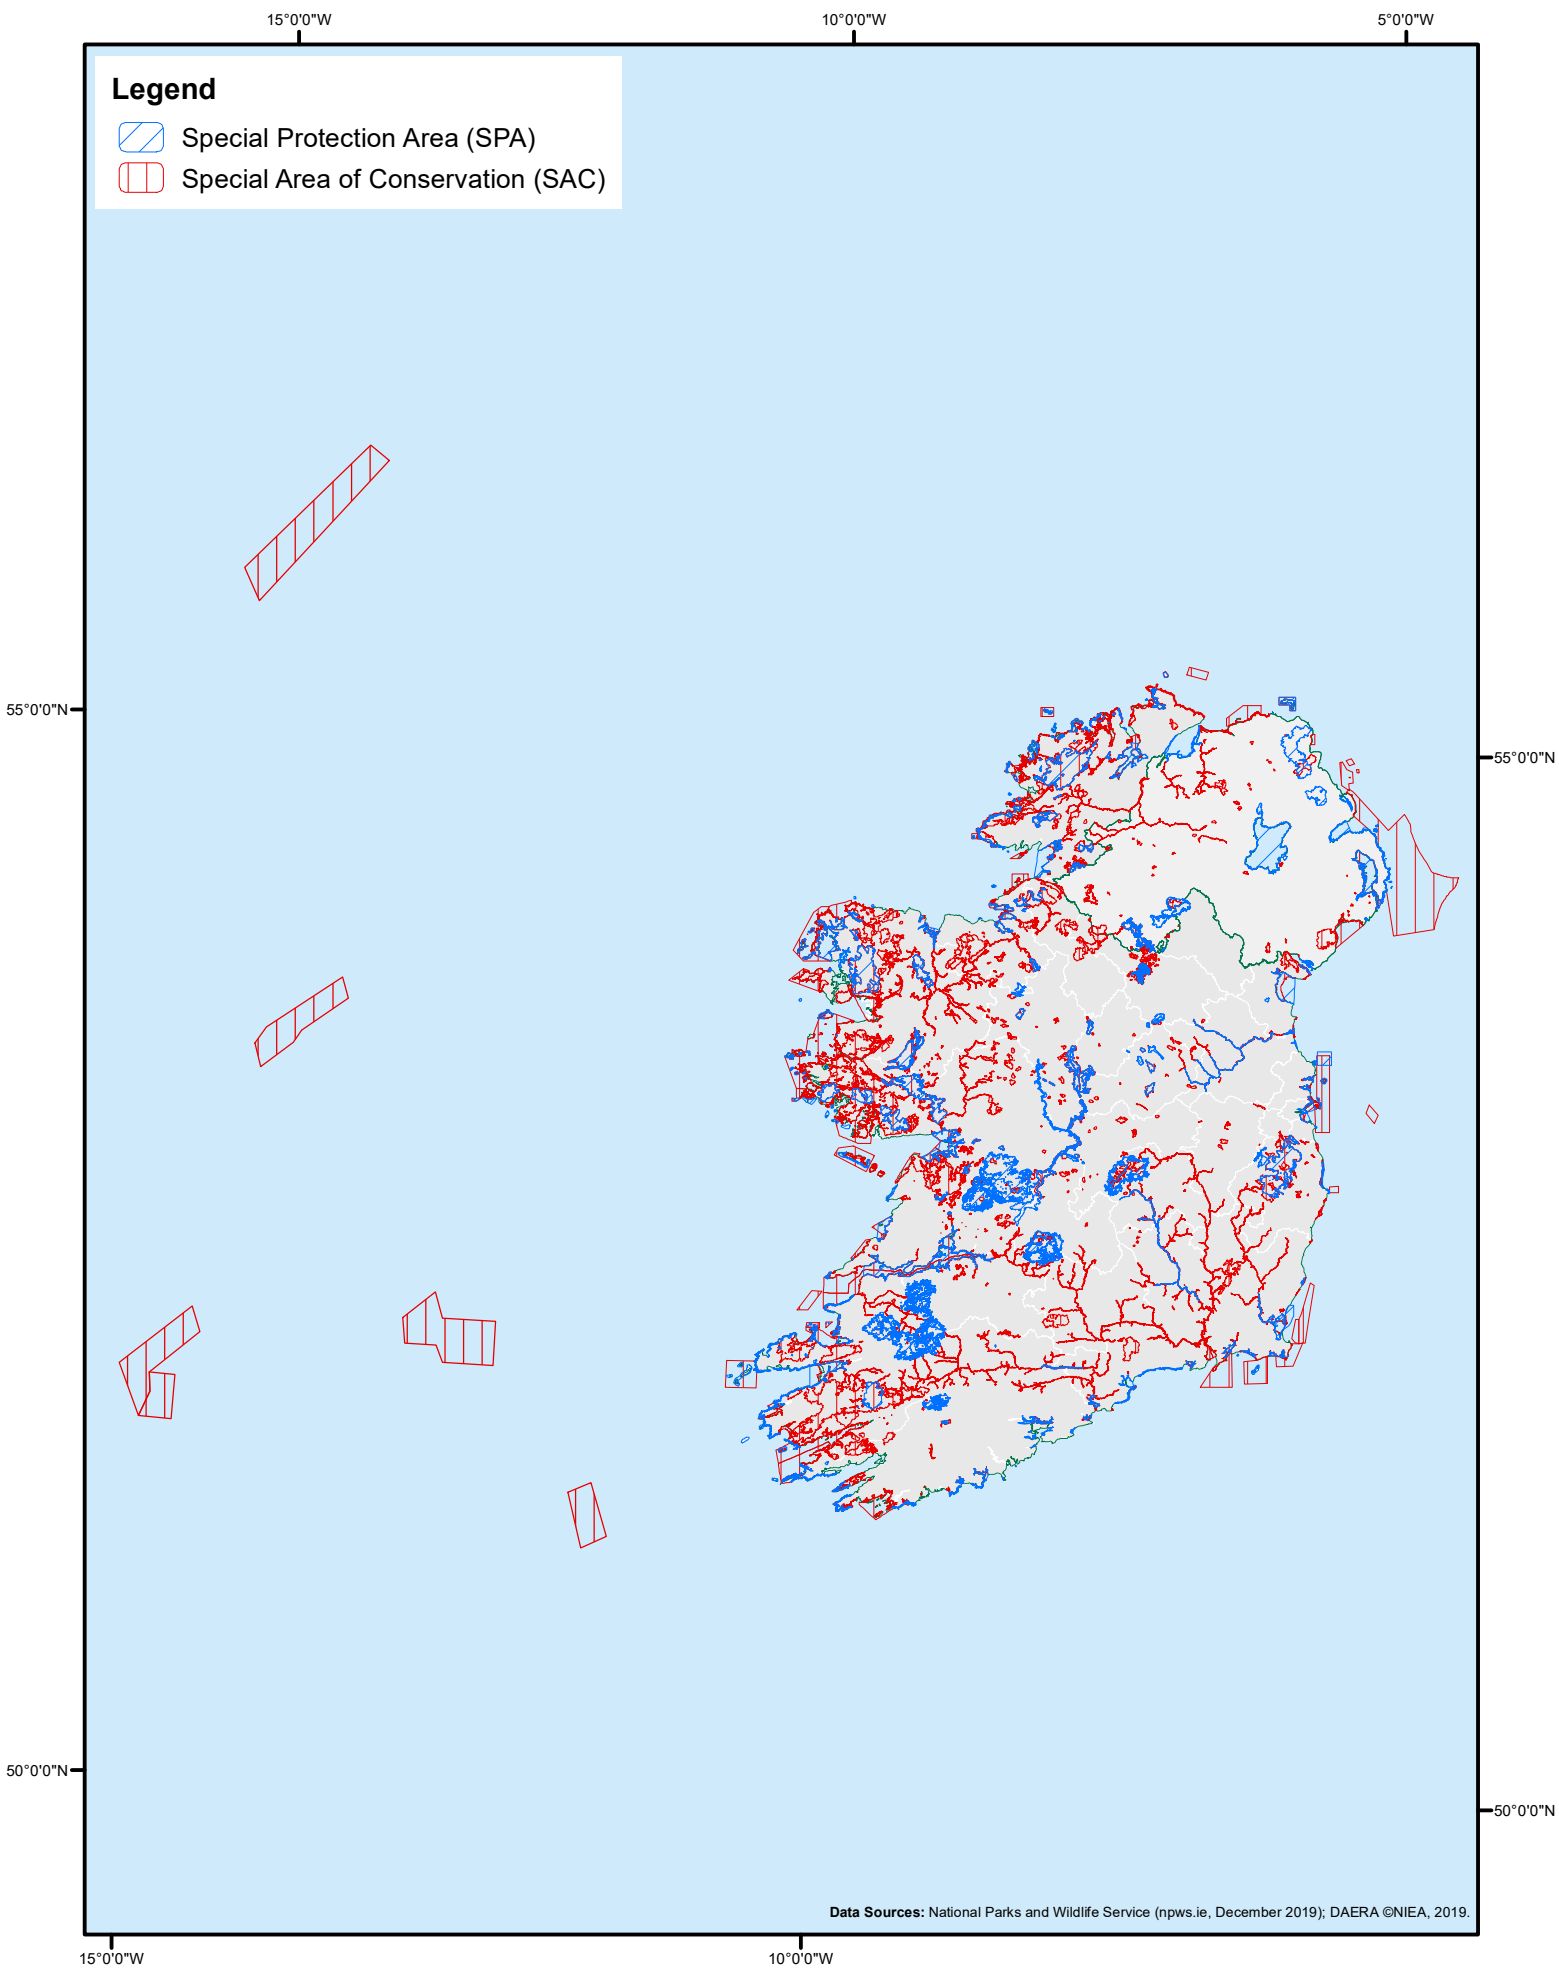 15°0'0"W 10°0'0"W 5°0'0"W
Legend
Special Protection Area (SPA)
Special Area of Conservation (SAC)
55°0'0"N
55°0'0"N
50°0'0"N
50°0'0"N
Data Sources: National Parks and Wildlife Service (npws.ie, December 2019); DAERA ©NIEA, 2019.
15°0'0"W 10°0'0"W